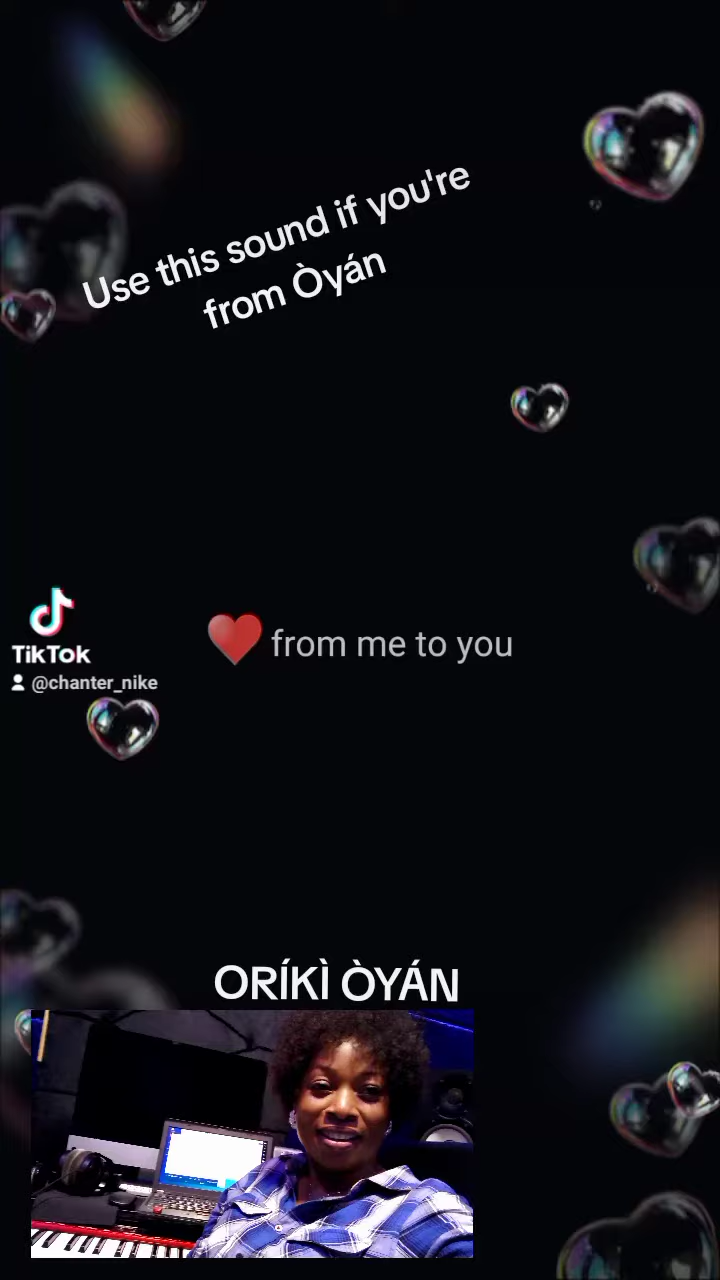 Use this sound if you're
from Òyán
❤️ from me to you
TikTok
@chanter_nike
ORÍKÌ ÒYÁN